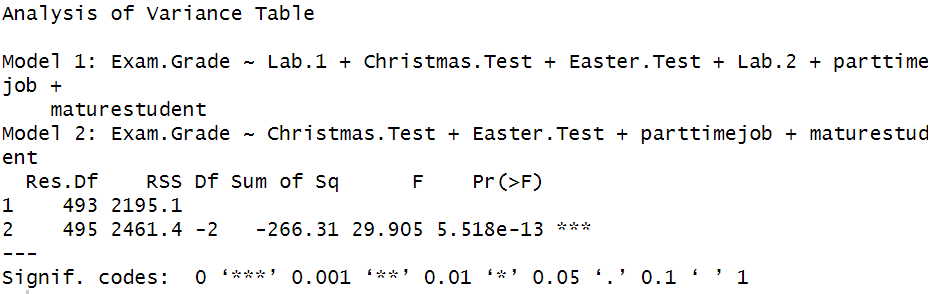 Analysis of Variance Table
Model 1: Exam.Grade ~ Lab.1 + Christmas.Test + Easter.Test + Lab.2 + parttime
job +
    maturestudent
Model 2: Exam.Grade ~ Christmas.Test + Easter.Test + parttimejob + maturestud
ent
  Res.Df    RSS Df Sum of Sq      F    Pr(>F)
1    493 2195.1
2    495 2461.4 -2   -266.31 29.905 5.518e-13 ***
---
Signif. codes:  0 ‘***’ 0.001 ‘**’ 0.01 ‘*’ 0.05 ‘.’ 0.1 ‘ ’ 1